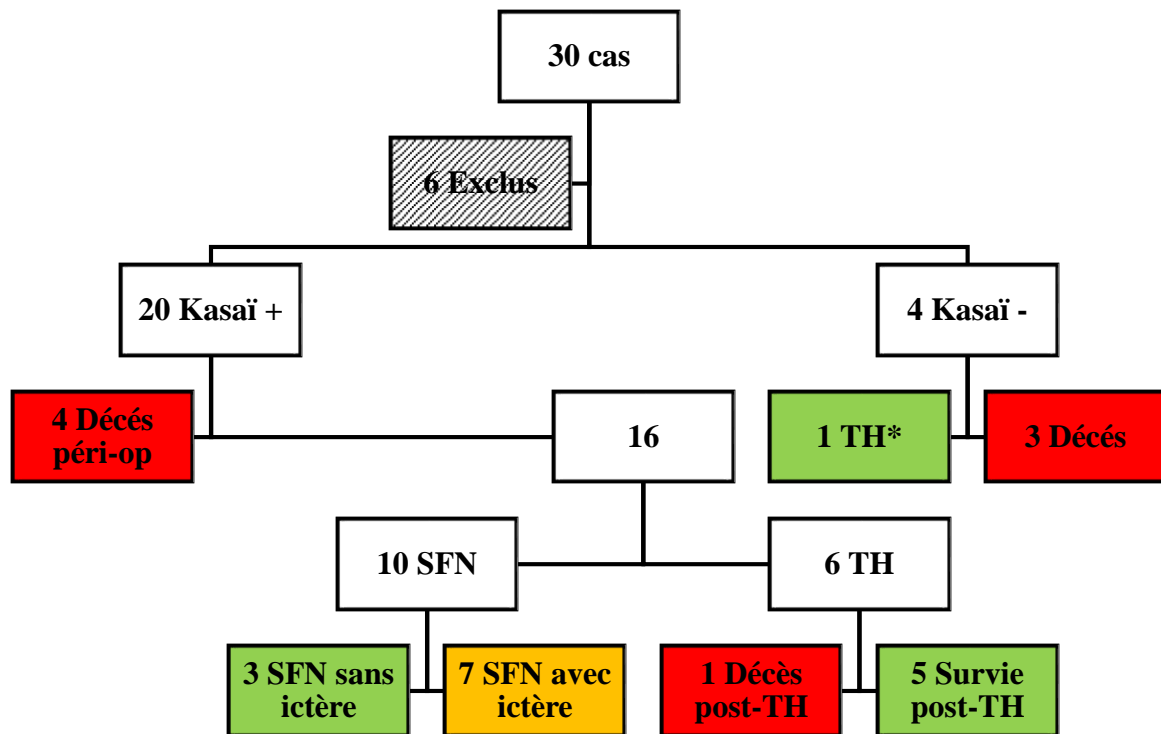 30 cas
6 Exclus
20 Kasaï +
4 Kasaï -
4 Décés
péri-op
16
1 TH*
3 Décés
10 SFN
6 TH
3 SFN sans
ictère
7 SFN avec
ictère
1 Décès
post-TH
5 Survie
post-TH